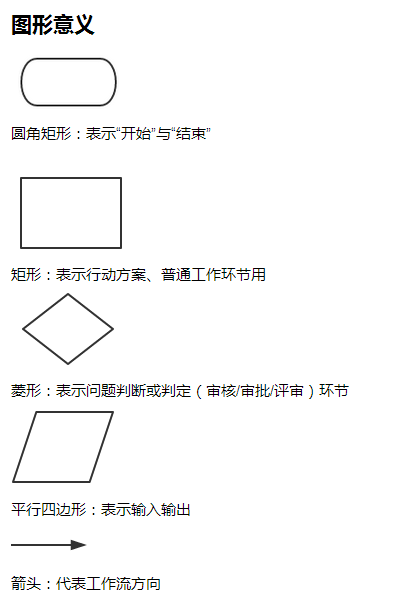 图形意义
圆角矩形：表示“开始”与“结束”
矩形：表示行动方案、普通工作环节用
菱形：表示问题判断或判定（审核/审批/评审）环节
平行四边形：表示输入输出
箭头：代表工作流方向